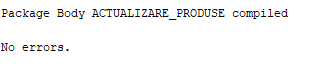 Package Body ACTUALIZARE_PRODUSE compiled
No errors.